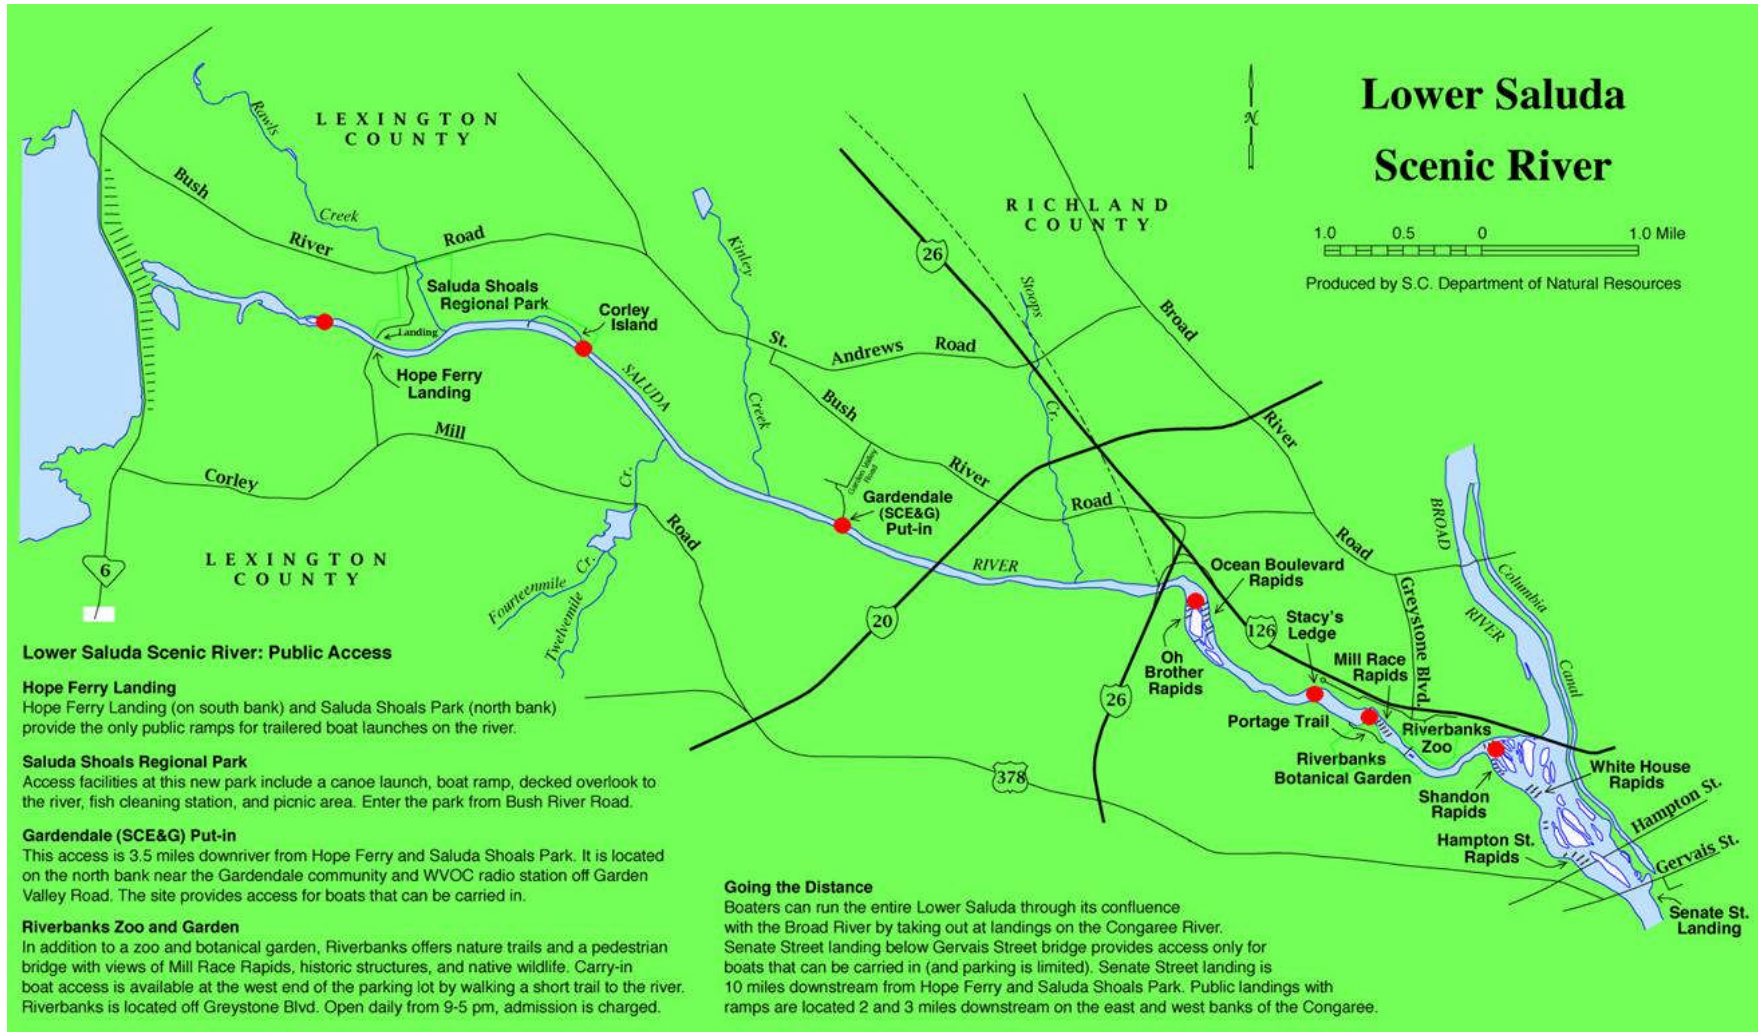 Lower Saluda
Scenic River
N
1.0 0.5 0 1.0 Mile
Produced by S.C. Department of Natural Resources
LEXINGTON
COUNTY
RICHLAND
COUNTY
Rawls
Creek
Bush
River
Road
Saluda Shoals
Regional Park
Corley
Island
Landing
Hope Ferry
Landing
SALUDA
Kinley
Creek
St.
Andrews
Road
Stoops
Cr.
26
Broad
River
Road
Bush
River
Road
Garden Valley
Road
Gardendale
(SCE&G)
Put-in
RIVER
Mill
Corley
Road
Cr.
Cr.
Fourteenmile
Twelvemile
LEXINGTON
COUNTY
6
20
26
126
378
Ocean Boulevard
Rapids
Stacy's
Ledge
Mill Race
Rapids
Oh
Brother
Rapids
Portage Trail
Riverbanks
Botanical Garden
Riverbanks
Zoo
Greystone Blvd.
BROAD
RIVER
Columbia
Canal
White House
Rapids
Shandon
Rapids
Hampton St.
Hampton St.
Rapids
Gervais St.
Senate St.
Landing
Lower Saluda Scenic River: Public Access
Hope Ferry Landing
Hope Ferry Landing (on south bank) and Saluda Shoals Park (north bank)
provide the only public ramps for trailered boat launches on the river.
Saluda Shoals Regional Park
Access facilities at this new park include a canoe launch, boat ramp, decked overlook to
the river, fish cleaning station, and picnic area. Enter the park from Bush River Road.
Gardendale (SCE&G) Put-in
This access is 3.5 miles downriver from Hope Ferry and Saluda Shoals Park. It is located
on the north bank near the Gardendale community and WVOC radio station off Garden
Valley Road. The site provides access for boats that can be carried in.
Riverbanks Zoo and Garden
In addition to a zoo and botanical garden, Riverbanks offers nature trails and a pedestrian
bridge with views of Mill Race Rapids, historic structures, and native wildlife. Carry-in
boat access is available at the west end of the parking lot by walking a short trail to the river.
Riverbanks is located off Greystone Blvd. Open daily from 9-5 pm, admission is charged.
Going the Distance
Boaters can run the entire Lower Saluda through its confluence
with the Broad River by taking out at landings on the Congaree River.
Senate Street landing below Gervais Street bridge provides access only for
boats that can be carried in (and parking is limited). Senate Street landing is
10 miles downstream from Hope Ferry and Saluda Shoals Park. Public landings with
ramps are located 2 and 3 miles downstream on the east and west banks of the Congaree.